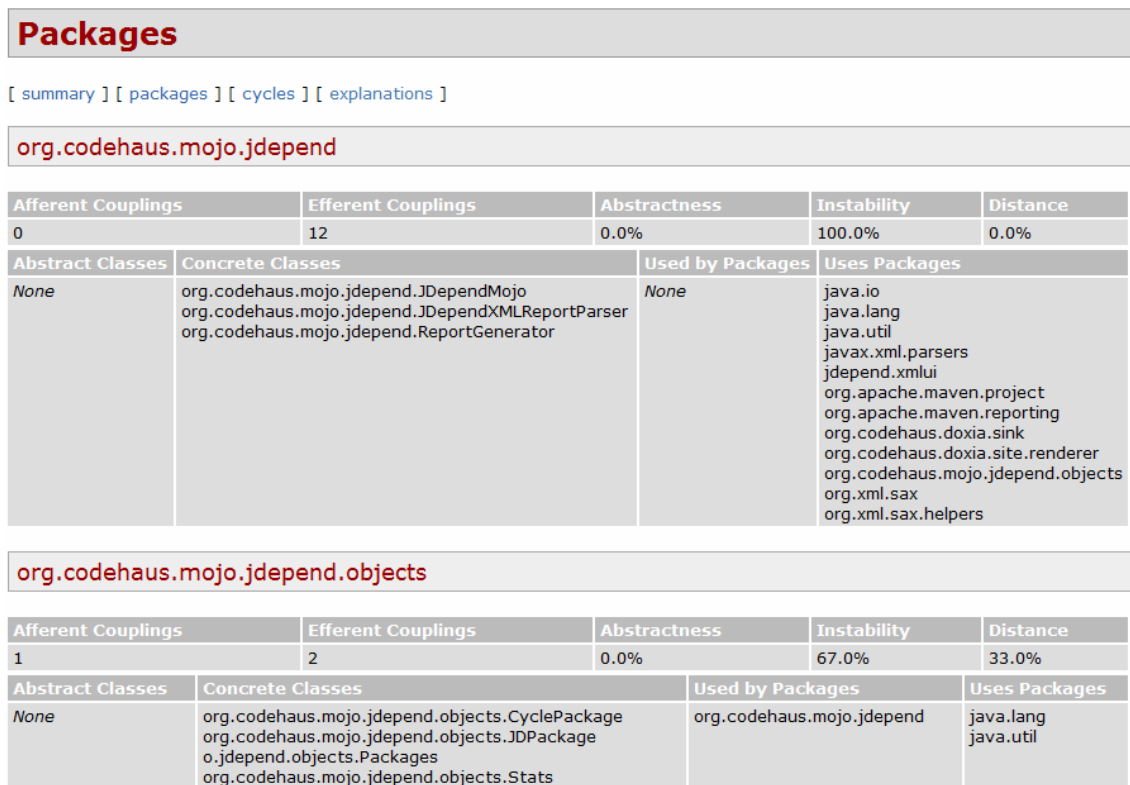 Packages
[ summary ] [ packages ] [ cycles ] [ explanations ]
org.codehaus.mojo.jdepend
Afferent Couplings Efferent Couplings Abstractness Instability Distance
0 12 0.0% 100.0% 0.0%
Abstract Classes Concrete Classes Used by Packages Uses Packages
None org.codehaus.mojo.jdepend.JDependMojo None java.io
org.codehaus.mojo.jdepend.JDependXMLReportParser java.lang
org.codehaus.mojo.jdepend.ReportGenerator java.util
javax.xml.parsers
jdepend.xmlui
org.apache.maven.project
org.apache.maven.reporting
org.codehaus.doxia.sink
org.codehaus.doxia.site.renderer
org.codehaus.mojo.jdepend.objects
org.xml.sax
org.xml.sax.helpers
org.codehaus.mojo.jdepend.objects
Afferent Couplings Efferent Couplings Abstractness Instability Distance
1 2 0.0% 67.0% 33.0%
Abstract Classes Concrete Classes Used by Packages Uses Packages
None org.codehaus.mojo.jdepend.objects.CyclePackage org.codehaus.mojo.jdepend java.lang
org.codehaus.mojo.jdepend.objects.JDPackage java.util
o.jdepend.objects.Packages
org.codehaus.mojo.jdepend.objects.Stats